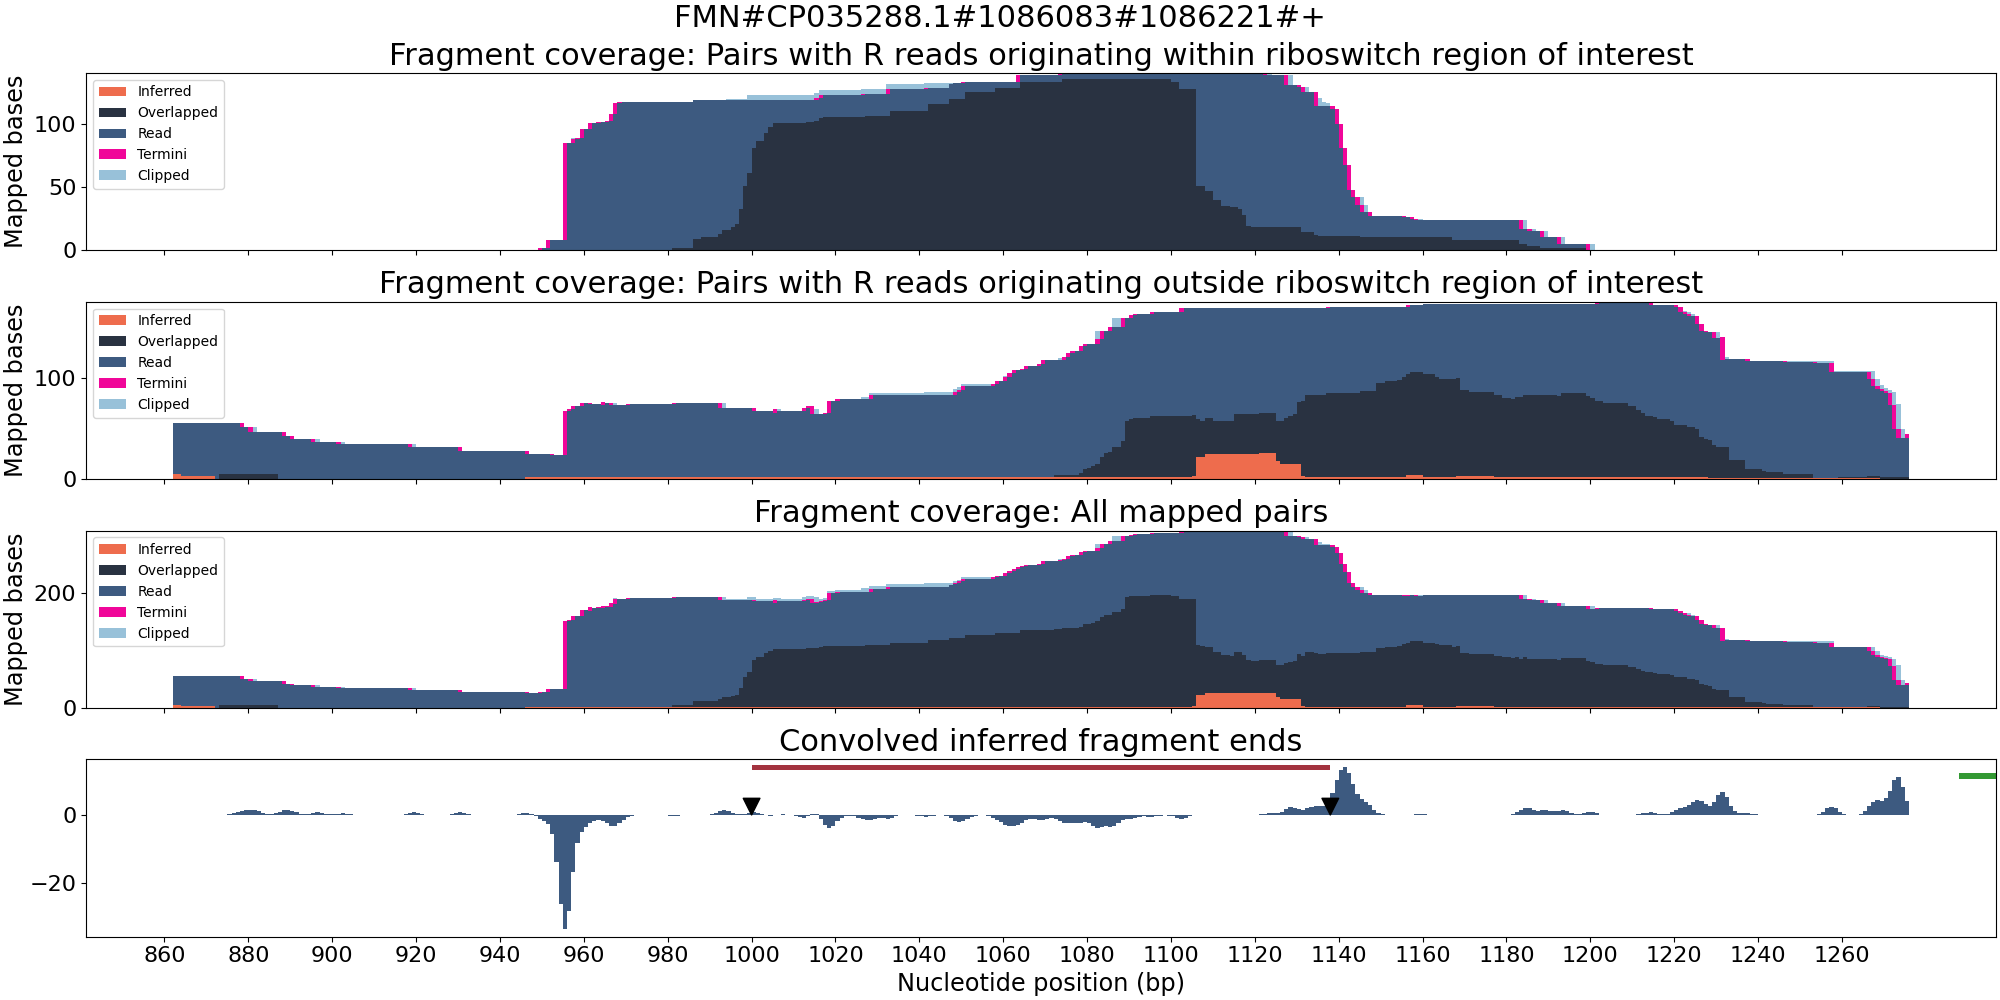 FMN#CP035288.1#1086083#1086221#+
Fragment coverage: Pairs with R reads originating within riboswitch region of interest
Mapped bases
100
50
0
Inferred
Overlapped
Read
Termini
Clipped
Fragment coverage: Pairs with R reads originating outside riboswitch region of interest
Mapped bases
100
0
Inferred
Overlapped
Read
Termini
Clipped
Fragment coverage: All mapped pairs
Mapped bases
200
0
Inferred
Overlapped
Read
Termini
Clipped
Convolved inferred fragment ends
0
−20
860 880 900 920 940 960 980 1000 1020 1040 1060 1080 1100 1120 1140 1160 1180 1200 1220 1240 1260
Nucleotide position (bp)